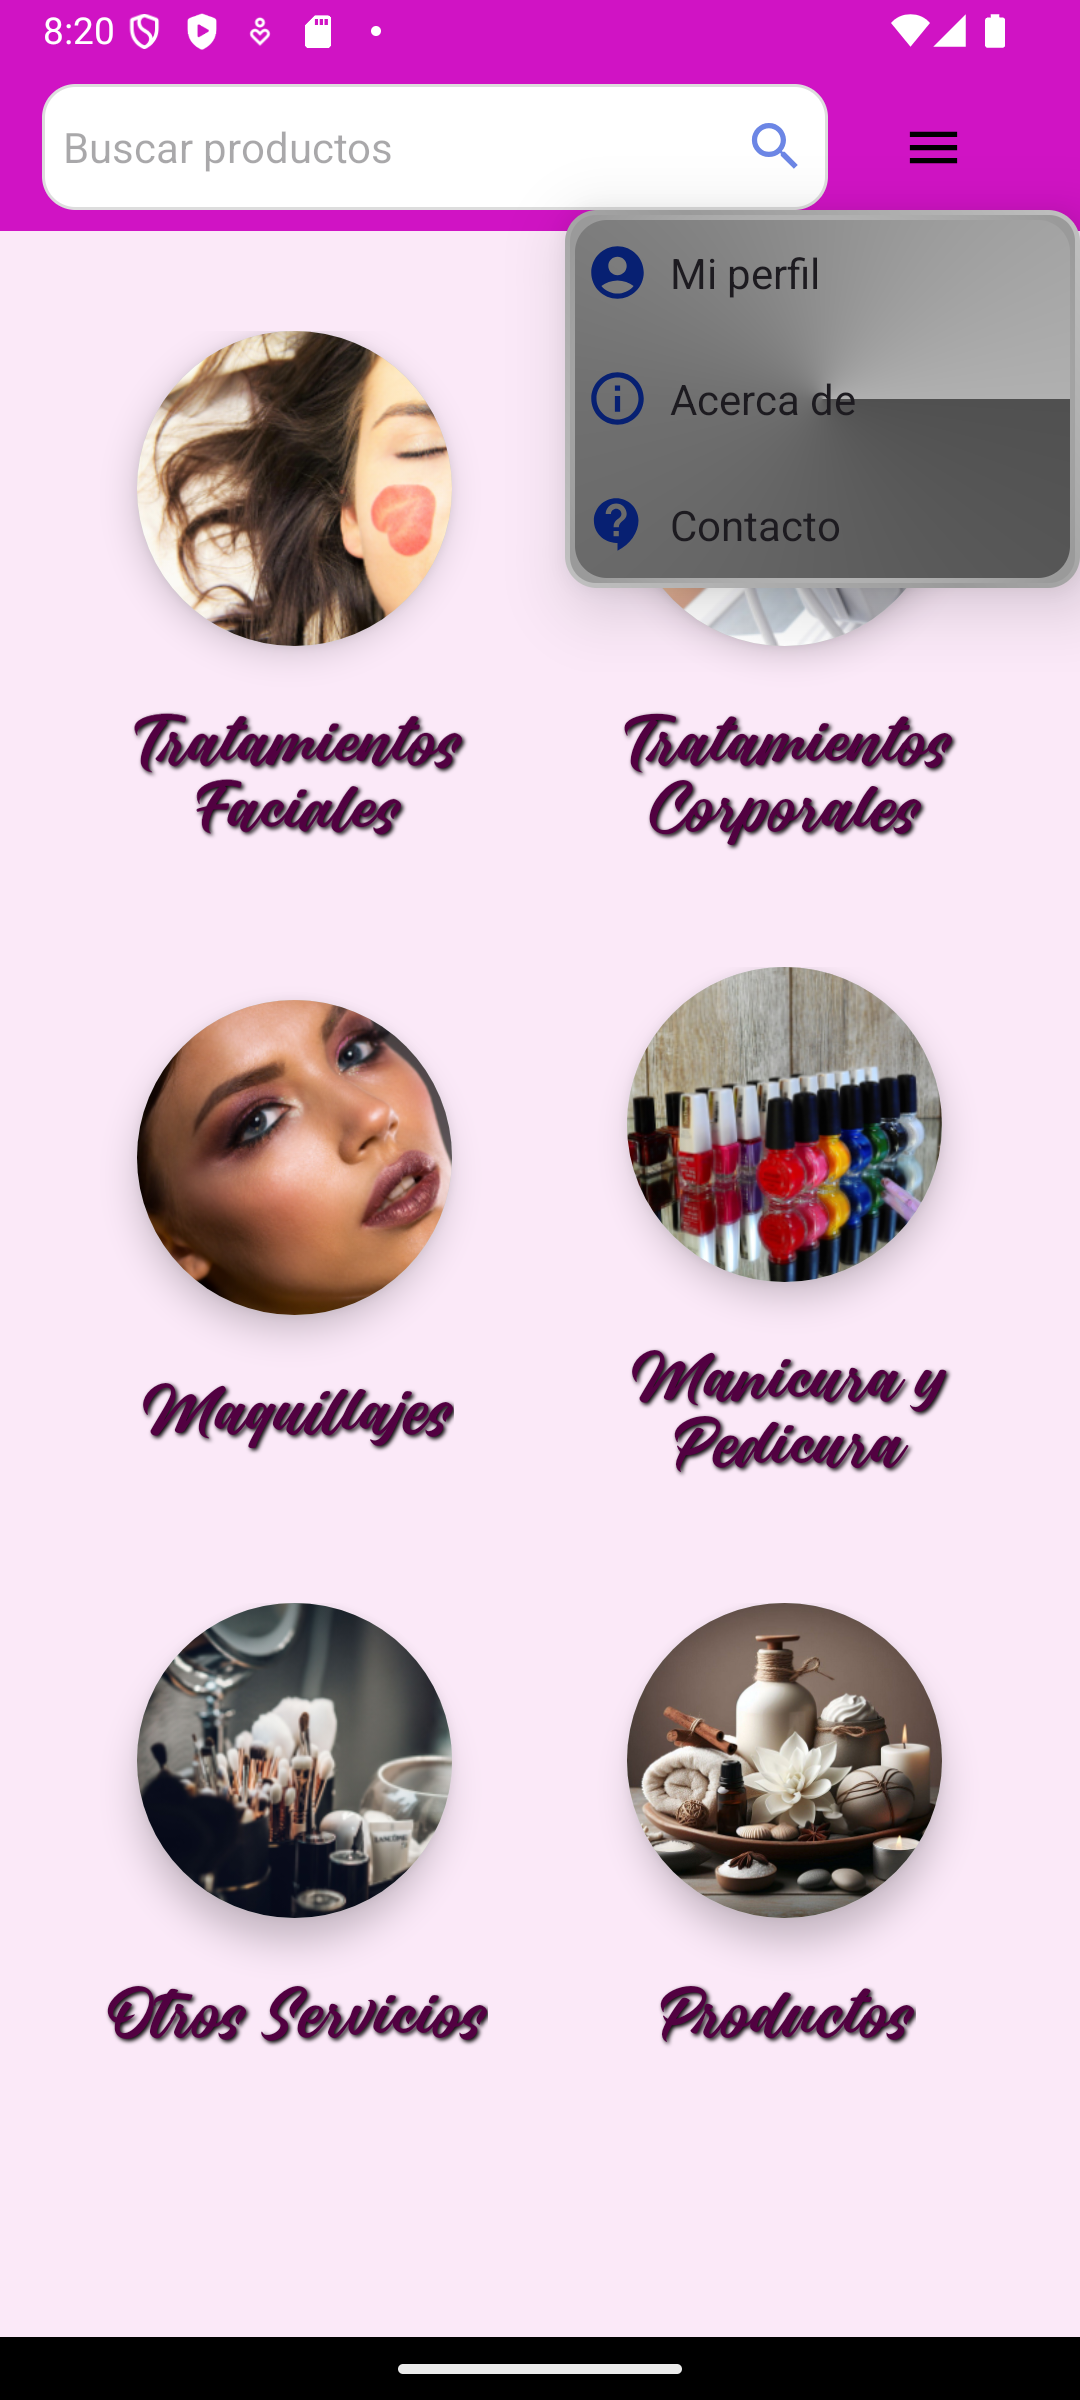 8:20
Buscar productos
Mi perfil
Acerca de
Contacto
Tratamientos
Faciales
Tratamientos
Corporales
Maquillajes
Manicura y
Pedicura
LANCÔME
Otros Servicios
Productos